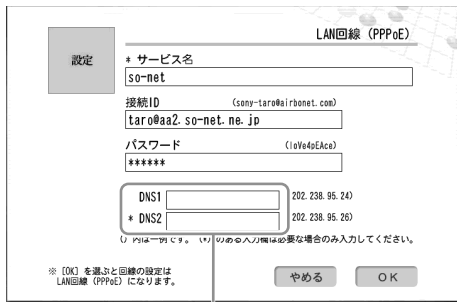 LAN回線 (PPPoE)
設定
* サービス名
so-net
接続ID (sony-taro@airbonet.com)
taro@aa2.so-net.ne.jp
パスワード (loVe4pEAce)
******
DNS1 202.238.95.24)
* DNS2 202.238.95.26)
() 内は一例です。 (*) のある入力欄は必要な場合のみ入力してください。
※ [OK] を選ぶと回線の設定は
LAN回線 (PPPoE) になります。
やめる OK